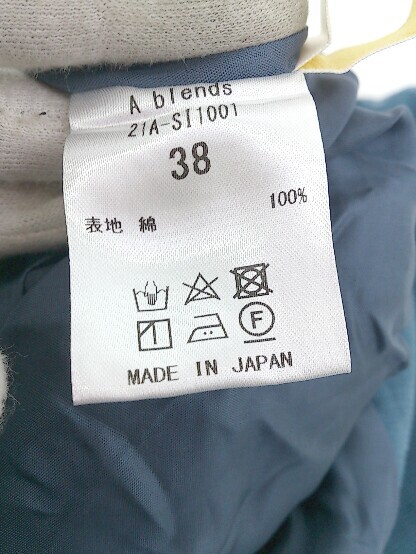 A blends
21A-SI1001
38
100%
表地 綿
F
MADE IN JAPAN